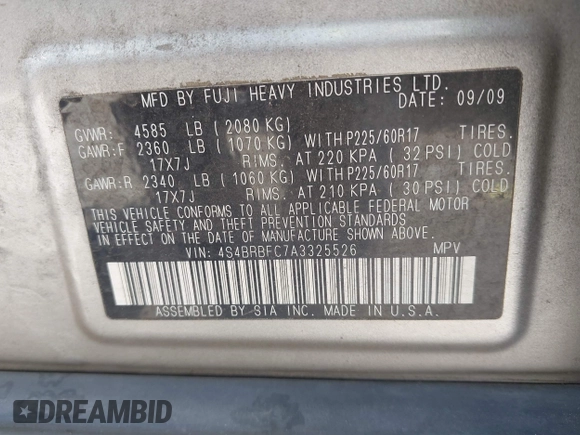 MFD BY FUJI HEAVY INDUSTRIES LTD.
DATE: 09/09
GVWR: 4585 LB (2080 KG)
GAWR:F 2360 LB (1070 KG) WITH P225/60R17 TIRES.
17X7J RIMS. AT 220 KPA (32 PSI) COLD
GAWR:R 2340 LB (1060 KG) WITH P225/60R17 TIRES.
17X7J RIMS. AT 210 KPA (30 PSI) COLD
THIS VEHICLE CONFORMS TO ALL APPLICABLE FEDERAL MOTOR
VEHICLE SAFETY AND THEFT PREVENTION STANDARDS
IN EFFECT ON THE DATE OF MANUFACTURE SHOWN ABOVE.
VIN: 4S4BRBFC7A3325526 MPV
ASSEMBLED BY SIA INC. MADE IN U.S.A.
DREAMBID